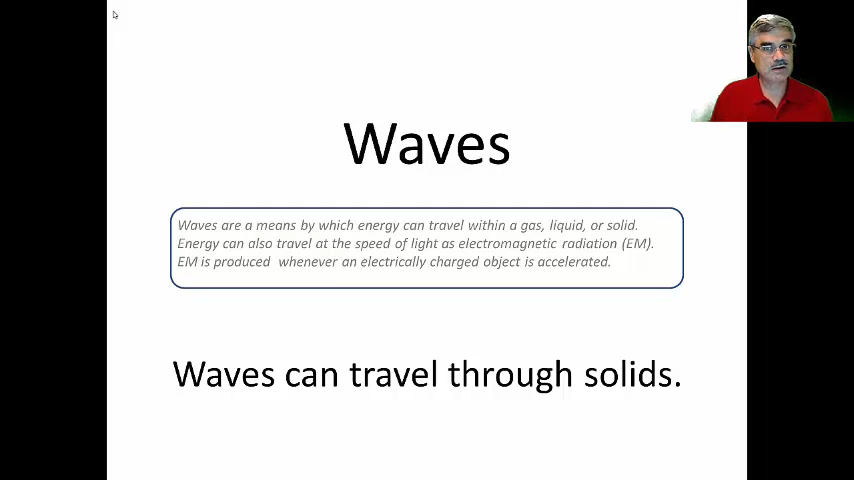 Waves
Waves are a means by which energy can travel within a gas, liquid, or solid.
Energy can also travel at the speed of light as electromagnetic radiation (EM).
EM is produced  whenever an electrically charged object is accelerated.
Waves can travel through solids.